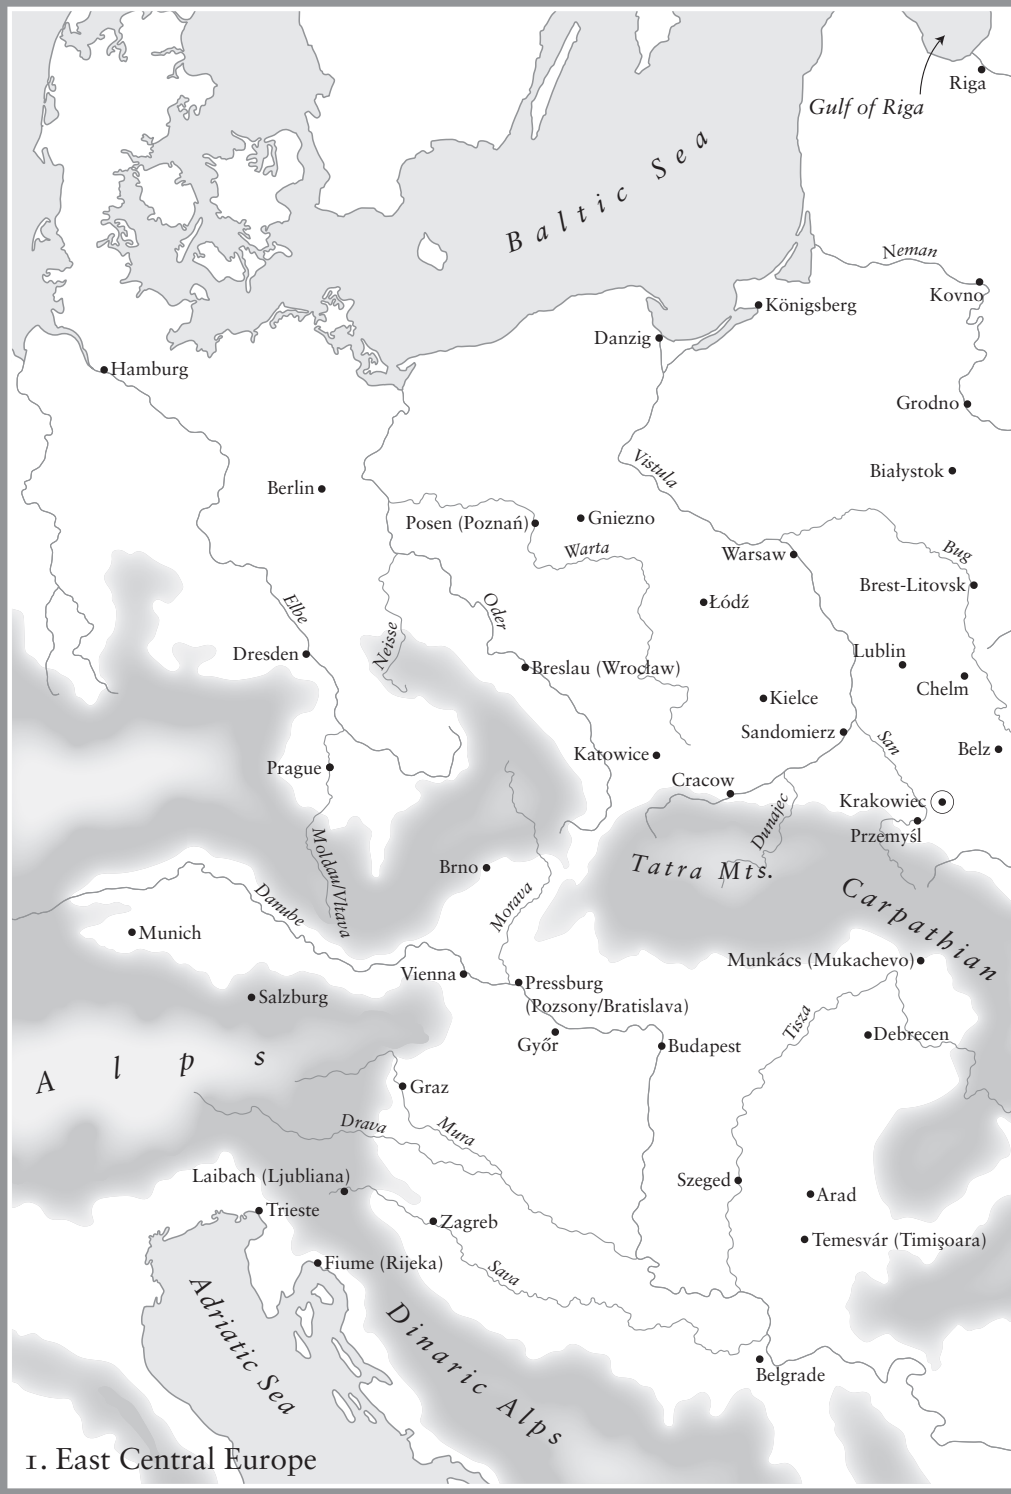 Riga
Gulf of Riga
Baltic Sea
Neman
Kovno
Königsberg
Danzig
Hamburg
Grodno
Vistula
Białystok
Berlin
Posen (Poznań)
Gniezno
Warta
Warsaw
Bug
Brest-Litovsk
Elbe
Oder
Łódź
Neisse
Dresden
Breslau (Wrocław)
Lublin
Chelm
Kielce
Sandomierz
San
Belz
Prague
Katowice
Cracow
Dunajec
Krakowiec
Przemyśl
Moldau/Vltava
Brno
Tatra Mts.
Carpathian
Danube
Morava
Munich
Vienna
Munkács (Mukachevo)
Salzburg
Pressburg
(Pozsony/Bratislava)
Tisza
Győr
Budapest
Debrecen
Alps
Graz
Drava
Mura
Laibach (Ljubliana)
Szeged
Arad
Trieste
Zagreb
Temesvár (Timişoara)
Fiume (Rijeka)
Sava
Adriatic Sea
Dinaric Alps
Belgrade
1. East Central Europe